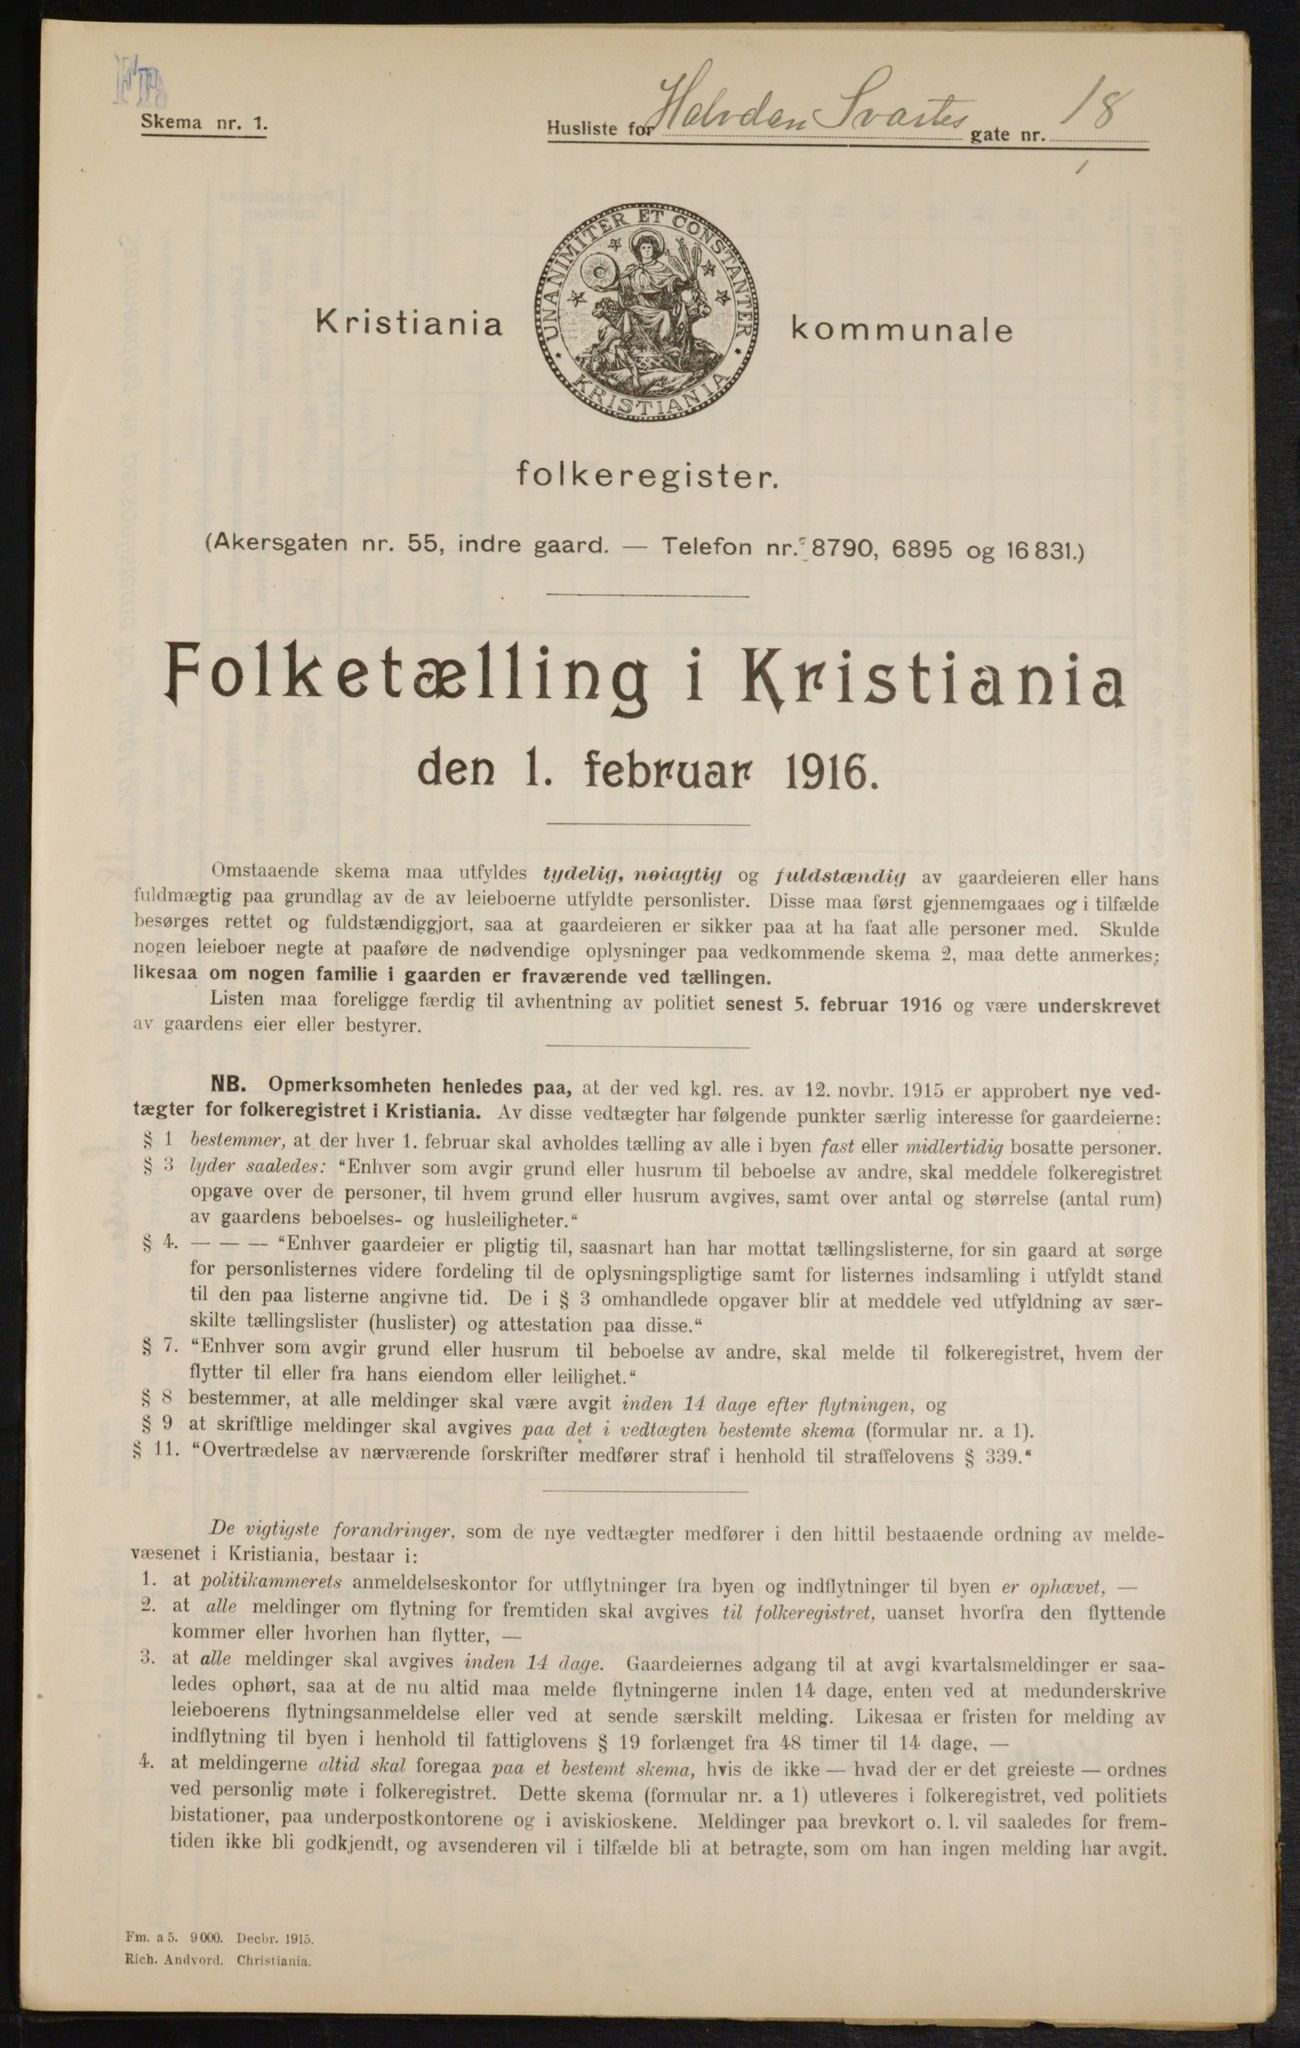 Skema nr. 1.
Husliste for Halvdan Svartes gate nr. 18
UNANIMITER ET CONSTANTER
KRISTIANIA
Kristiania kommunale
folkeregister.
(Akersgaten nr. 55, indre gaard. — Telefon nr. 8790, 6895 og 16831.)
Folketælling i Kristiania
den 1. februar 1916.
Omstaaende skema maa utfyldes tydelig, nøiagtig og fuldstændig av gaardeieren eller hans
fuldmægtig paa grundlag av de av leieboerne utfyldte personlister. Disse maa først gjennemgaaes og i tilfælde
besørges rettet og fuldstændiggjort, saa at gaardeieren er sikker paa at ha faat alle personer med. Skulde
nogen leieboer negte at paaføre de nødvendige oplysninger paa vedkommende skema 2, maa dette anmerkes;
likesaa om nogen familie i gaarden er fraværende ved tællingen.
Listen maa foreligge færdig til avhentning av politiet senest 5. februar 1916 og være underskrevet
av gaardens eier eller bestyrer.
NB. Opmerksomheten henledes paa, at der ved kgl. res. av 12. novbr. 1915 er approbert nye ved-
tægter for folkeregistret i Kristiania. Av disse vedtægter har følgende punkter særlig interesse for gaardeierne:
§ 1 bestemmer, at der hver 1. februar skal avholdes tælling av alle i byen fast eller midlertidig bosatte personer.
§ 3 lyder saaledes: “Enhver som avgir grund eller husrum til beboelse av andre, skal meddele folkeregistret
opgave over de personer, til hvem grund eller husrum avgives, samt over antal og størrelse (antal rum)
av gaardens beboelses- og husleiligheter.“
§ 4. — — — “Enhver gaardeier er pligtig til, saasnart han har mottat tællingslisterne, for sin gaard at sørge
for personlisternes videre fordeling til de oplysningspligtige samt for listernes indsamling i utfyldt stand
til den paa listerne angivne tid. De i § 3 omhandlede opgaver blir at meddele ved utfyldning av sær-
skilte tællingslister (huslister) og attestation paa disse.“
§ 7. “Enhver som avgir grund eller husrum til beboelse av andre, skal melde til folkeregistret, hvem der
flytter til eller fra hans eiendom eller leilighet.“
§ 8 bestemmer, at alle meldinger skal være avgit inden 14 dage efter flytningen, og
§ 9 at skriftlige meldinger skal avgives paa det i vedtægten bestemte skema (formular nr. a 1).
§ 11. “Overtrædelse av nærværende forskrifter medfører straf i henhold til straffelovens § 339.“
De vigtigste forandringer, som de nye vedtægter medfører i den hittil bestaaende ordning av melde-
væsenet i Kristiania, bestaar i:
1. at politikammerets anmeldelseskontor for utflytninger fra byen og indflytninger til byen er ophævet, —
2. at alle meldinger om flytning for fremtiden skal avgives til folkeregistret, uanset hvorfra den flyttende
kommer eller hvorhen han flytter, —
3. at alle meldinger skal avgives inden 14 dage. Gaardeiernes adgang til at avgi kvartalsmeldinger er saa-
ledes ophørt, saa at de nu altid maa melde flytningerne inden 14 dage, enten ved at medunderskrive
leieboerens flytningsanmeldelse eller ved at sende særskilt melding. Likesaa er fristen for melding av
indflytning til byen i henhold til fattiglovens § 19 forlænget fra 48 timer til 14 dage, —
4. at meldingerne altid skal foregaa paa et bestemt skema, hvis de ikke — hvad der er det greieste — ordnes
ved personlig møte i folkeregistret. Dette skema (formular nr. a 1) utleveres i folkeregistret, ved politiets
bistationer, paa underpostkontorene og i aviskioskene. Meldinger paa brevkort o. l. vil saaledes for frem-
tiden ikke bli godkjendt, og avsenderen vil i tilfælde bli at betragte, som om han ingen melding har avgit.
Fm. a 5. 9 000. Decbr. 1915.
Rich. Andvord. Christiania.